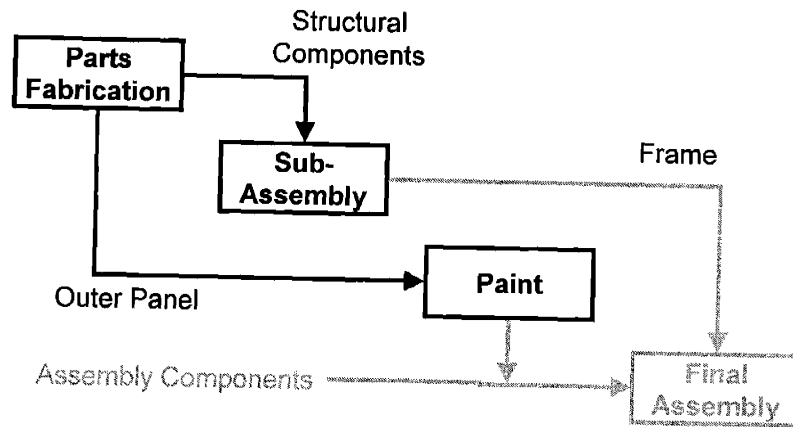 Structural
Components
Parts
Fabrication
Sub-
Assembly
Frame
Outer Panel
Paint
Assembly Components
Final
Assembly